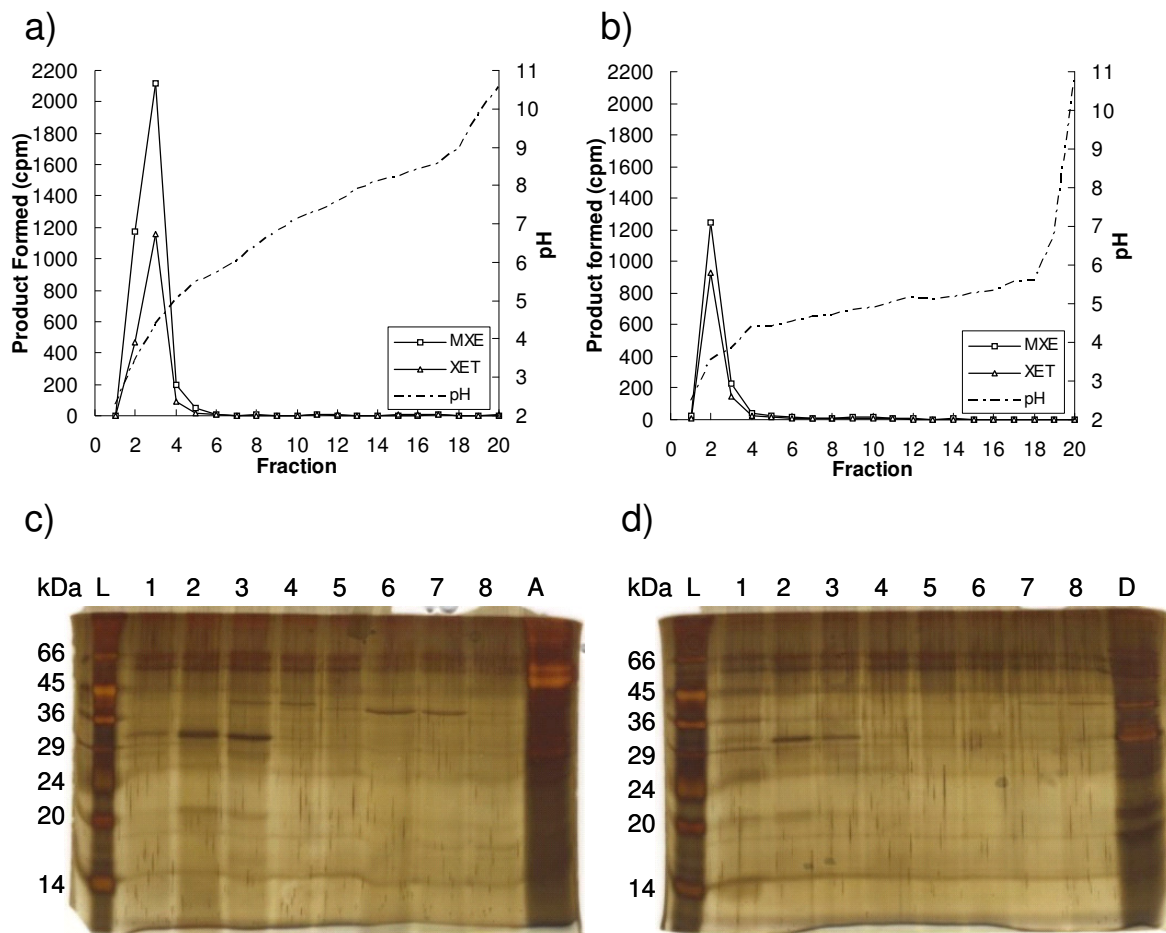 a)
2200
2000
1800
1600
1400
1200
1000
800
600
400
200
0
Product Formed (cpm)
11
10
9
8
7
6
5
4
3
2
pH
MXE
XET
pH
0 2 4 6 8 10 12 14 16 18 20
Fraction
b)
2200
2000
1800
1600
1400
1200
1000
800
600
400
200
0
Product formed (cpm)
11
10
9
8
7
6
5
4
3
2
pH
MXE
XET
pH
0 2 4 6 8 10 12 14 16 18 20
Fraction
c)
kDa L 1 2 3 4 5 6 7 8 A
66
45
36
29
24
20
14
d)
kDa L 1 2 3 4 5 6 7 8 D
66
45
36
29
24
20
14